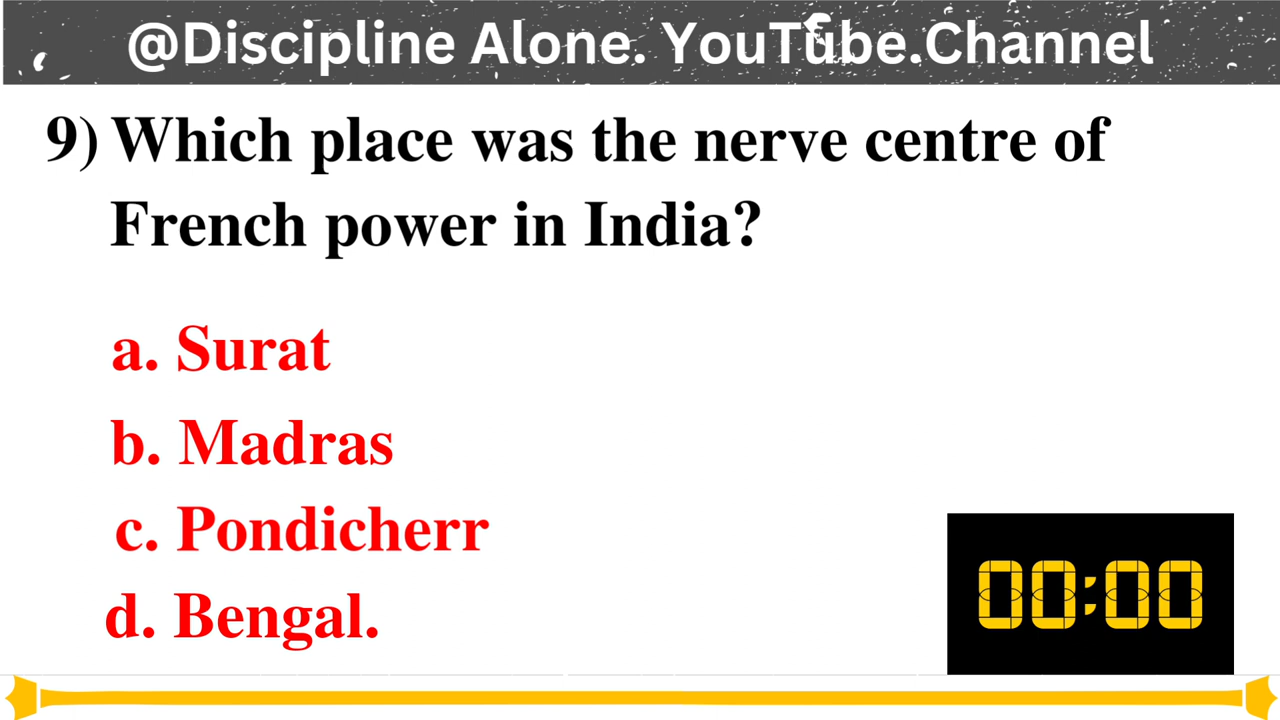 @Discipline Alone. YouTube.Channel
9) Which place was the nerve centre of
French power in India?
a. Surat
b. Madras
c. Pondicherr
d. Bengal.
00:00